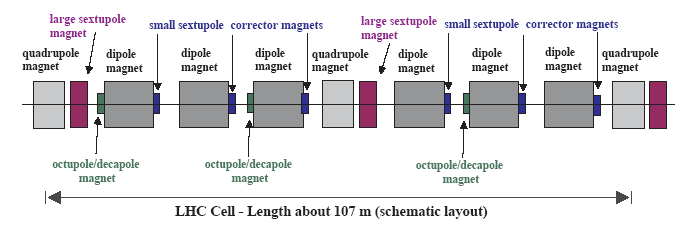 large sextupole
magnet
small sextupole corrector magnets
large sextupole
magnet
small sextupole corrector magnets
quadrupole
magnet
dipole
magnet
dipole
magnet
dipole
magnet
quadrupole
magnet
dipole
magnet
dipole
magnet
dipole
magnet
quadrupole
magnet
octupole/decapole
magnet
octupole/decapole
magnet
octupole/decapole
magnet
LHC Cell - Length about 107 m (schematic layout)